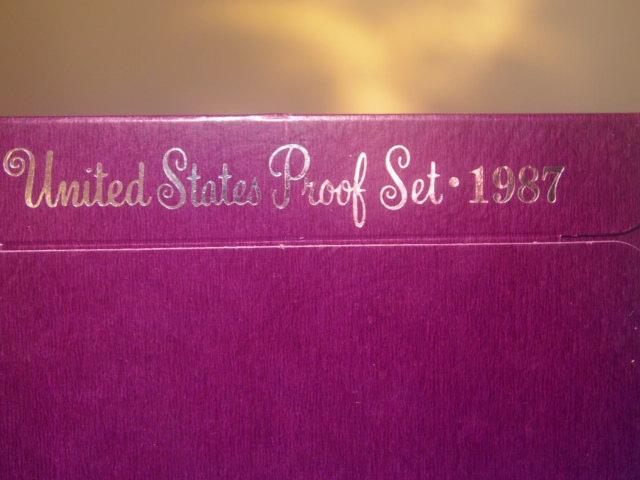 United States Proof Set · 1987